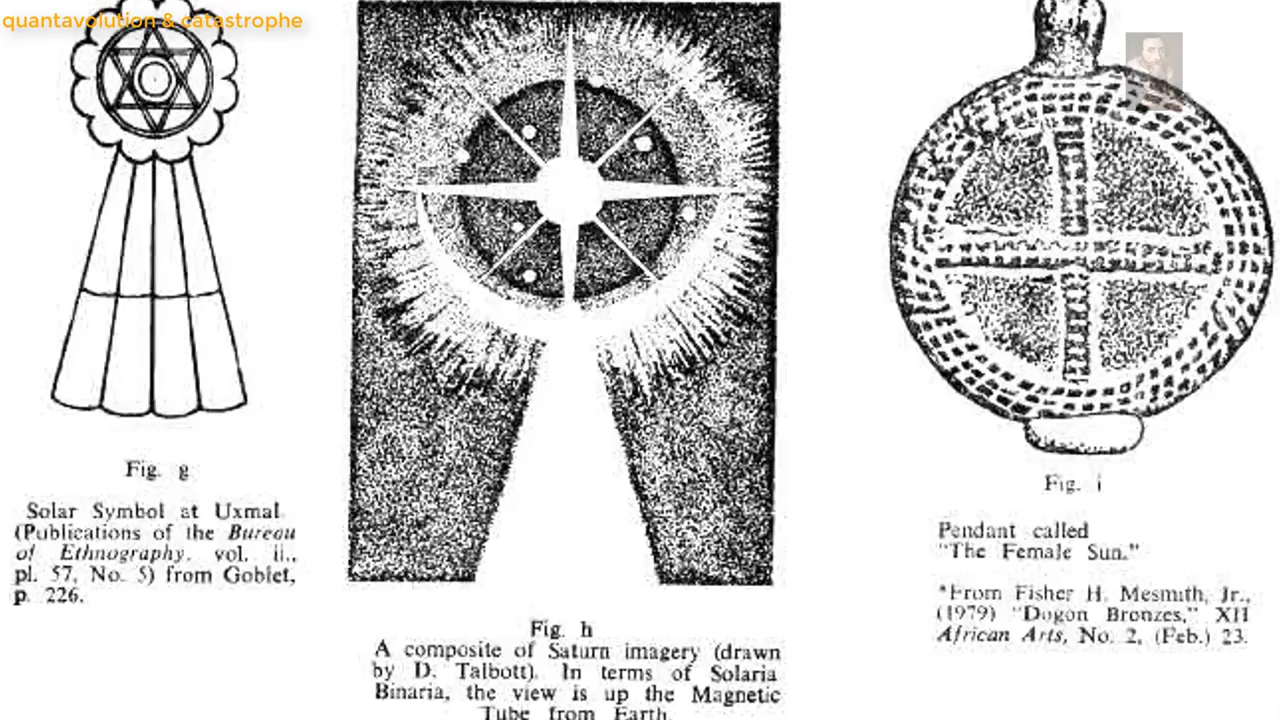 quantavolution & catastrophe
Fig. g
Solar Symbol at Uxmal
(Publications of the Bureau
of Ethnography, vol. ii.,
pl. 57, No. 5) from Goblet,
p. 226.
Fig. h
A composite of Saturn imagery (drawn
by D. Talbott). In terms of Solaria
Binaria, the view is up the Magnetic
Tube from Earth.
Fig. i
Pendant called
"The Female Sun."
*From Fisher H. Mesmith, Jr.,
(1979) "Dogon Bronzes," XII
African Arts, No. 2, (Feb.) 23.